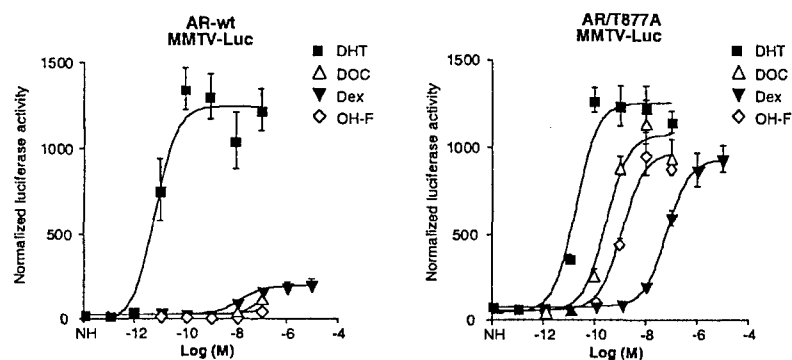 AR-wt
MMTV-Luc
Normalized luciferase activity
1500
1000
500
0
NH
-12
-10
-8
-6
-4
Log (M)
DHT
DOC
Dex
OH-F
AR/T877A
MMTV-Luc
Normalized luciferase activity
1500
1000
500
0
NH
-12
-10
-8
-6
-4
Log (M)
DHT
DOC
Dex
OH-F